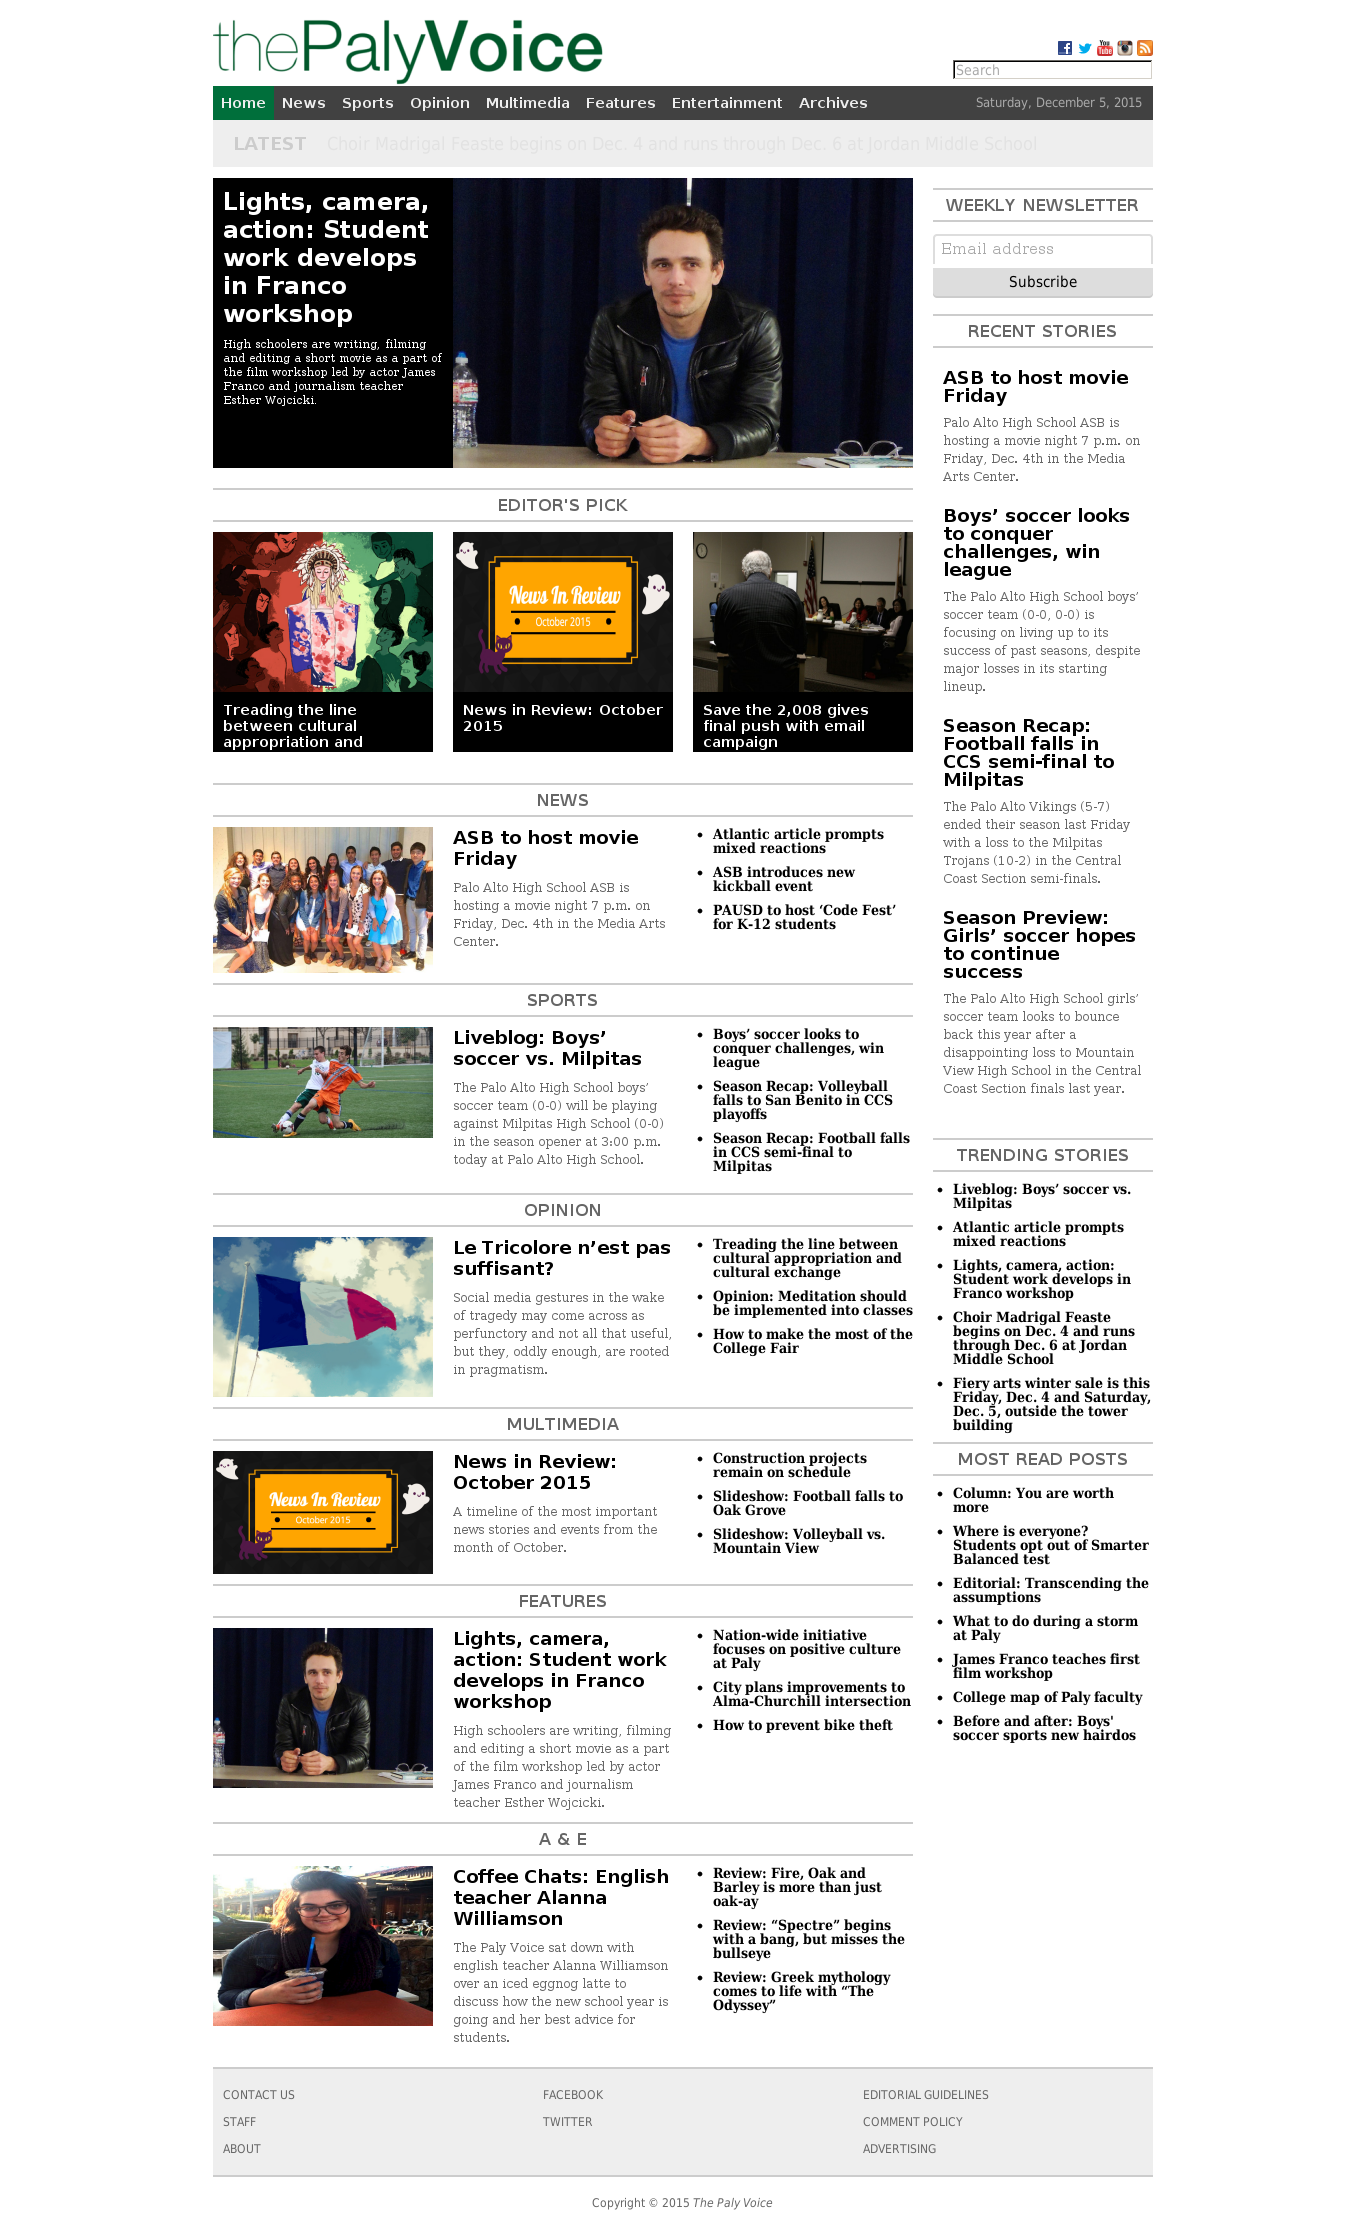 thePalyVoice
Search
Home News Sports Opinion Multimedia Features Entertainment Archives Saturday, December 5, 2015
LATEST Choir Madrigal Feaste begins on Dec. 4 and runs through Dec. 6 at Jordan Middle School
Lights, camera,
action: Student
work develops
in Franco
workshop
High schoolers are writing, filming
and editing a short movie as a part of
the film workshop led by actor James
Franco and journalism teacher
Esther Wojcicki.
EDITOR'S PICK
News In Review
October 2015
Treading the line
between cultural
appropriation and
News in Review: October
2015
Save the 2,008 gives
final push with email
campaign
NEWS
ASB to host movie
Friday
Palo Alto High School ASB is
hosting a movie night 7 p.m. on
Friday, Dec. 4th in the Media Arts
Center.
• Atlantic article prompts
mixed reactions
• ASB introduces new
kickball event
• PAUSD to host ‘Code Fest’
for K-12 students
SPORTS
Liveblog: Boys’
soccer vs. Milpitas
The Palo Alto High School boys’
soccer team (0-0) will be playing
against Milpitas High School (0-0)
in the season opener at 3:00 p.m.
today at Palo Alto High School.
• Boys’ soccer looks to
conquer challenges, win
league
• Season Recap: Volleyball
falls to San Benito in CCS
playoffs
• Season Recap: Football falls
in CCS semi-final to
Milpitas
OPINION
Le Tricolore n’est pas
suffisant?
Social media gestures in the wake
of tragedy may come across as
perfunctory and not all that useful,
but they, oddly enough, are rooted
in pragmatism.
• Treading the line between
cultural appropriation and
cultural exchange
• Opinion: Meditation should
be implemented into classes
• How to make the most of the
College Fair
MULTIMEDIA
News In Review
October 2015
News in Review:
October 2015
A timeline of the most important
news stories and events from the
month of October.
• Construction projects
remain on schedule
• Slideshow: Football falls to
Oak Grove
• Slideshow: Volleyball vs.
Mountain View
FEATURES
Lights, camera,
action: Student work
develops in Franco
workshop
High schoolers are writing, filming
and editing a short movie as a part
of the film workshop led by actor
James Franco and journalism
teacher Esther Wojcicki.
• Nation-wide initiative
focuses on positive culture
at Paly
• City plans improvements to
Alma-Churchill intersection
• How to prevent bike theft
A & E
Coffee Chats: English
teacher Alanna
Williamson
The Paly Voice sat down with
english teacher Alanna Williamson
over an iced eggnog latte to
discuss how the new school year is
going and her best advice for
students.
• Review: Fire, Oak and
Barley is more than just
oak-ay
• Review: “Spectre” begins
with a bang, but misses the
bullseye
• Review: Greek mythology
comes to life with “The
Odyssey”
WEEKLY NEWSLETTER
Email address
Subscribe
RECENT STORIES
ASB to host movie
Friday
Palo Alto High School ASB is
hosting a movie night 7 p.m. on
Friday, Dec. 4th in the Media
Arts Center.
Boys’ soccer looks
to conquer
challenges, win
league
The Palo Alto High School boys’
soccer team (0-0, 0-0) is
focusing on living up to its
success of past seasons, despite
major losses in its starting
lineup.
Season Recap:
Football falls in
CCS semi-final to
Milpitas
The Palo Alto Vikings (5-7)
ended their season last Friday
with a loss to the Milpitas
Trojans (10-2) in the Central
Coast Section semi-finals.
Season Preview:
Girls’ soccer hopes
to continue
success
The Palo Alto High School girls’
soccer team looks to bounce
back this year after a
disappointing loss to Mountain
View High School in the Central
Coast Section finals last year.
TRENDING STORIES
• Liveblog: Boys’ soccer vs.
Milpitas
• Atlantic article prompts
mixed reactions
• Lights, camera, action:
Student work develops in
Franco workshop
• Choir Madrigal Feaste
begins on Dec. 4 and runs
through Dec. 6 at Jordan
Middle School
• Fiery arts winter sale is this
Friday, Dec. 4 and Saturday,
Dec. 5, outside the tower
building
MOST READ POSTS
• Column: You are worth
more
• Where is everyone?
Students opt out of Smarter
Balanced test
• Editorial: Transcending the
assumptions
• What to do during a storm
at Paly
• James Franco teaches first
film workshop
• College map of Paly faculty
• Before and after: Boys'
soccer sports new hairdos
CONTACT US
STAFF
ABOUT
FACEBOOK
TWITTER
EDITORIAL GUIDELINES
COMMENT POLICY
ADVERTISING
Copyright © 2015 The Paly Voice